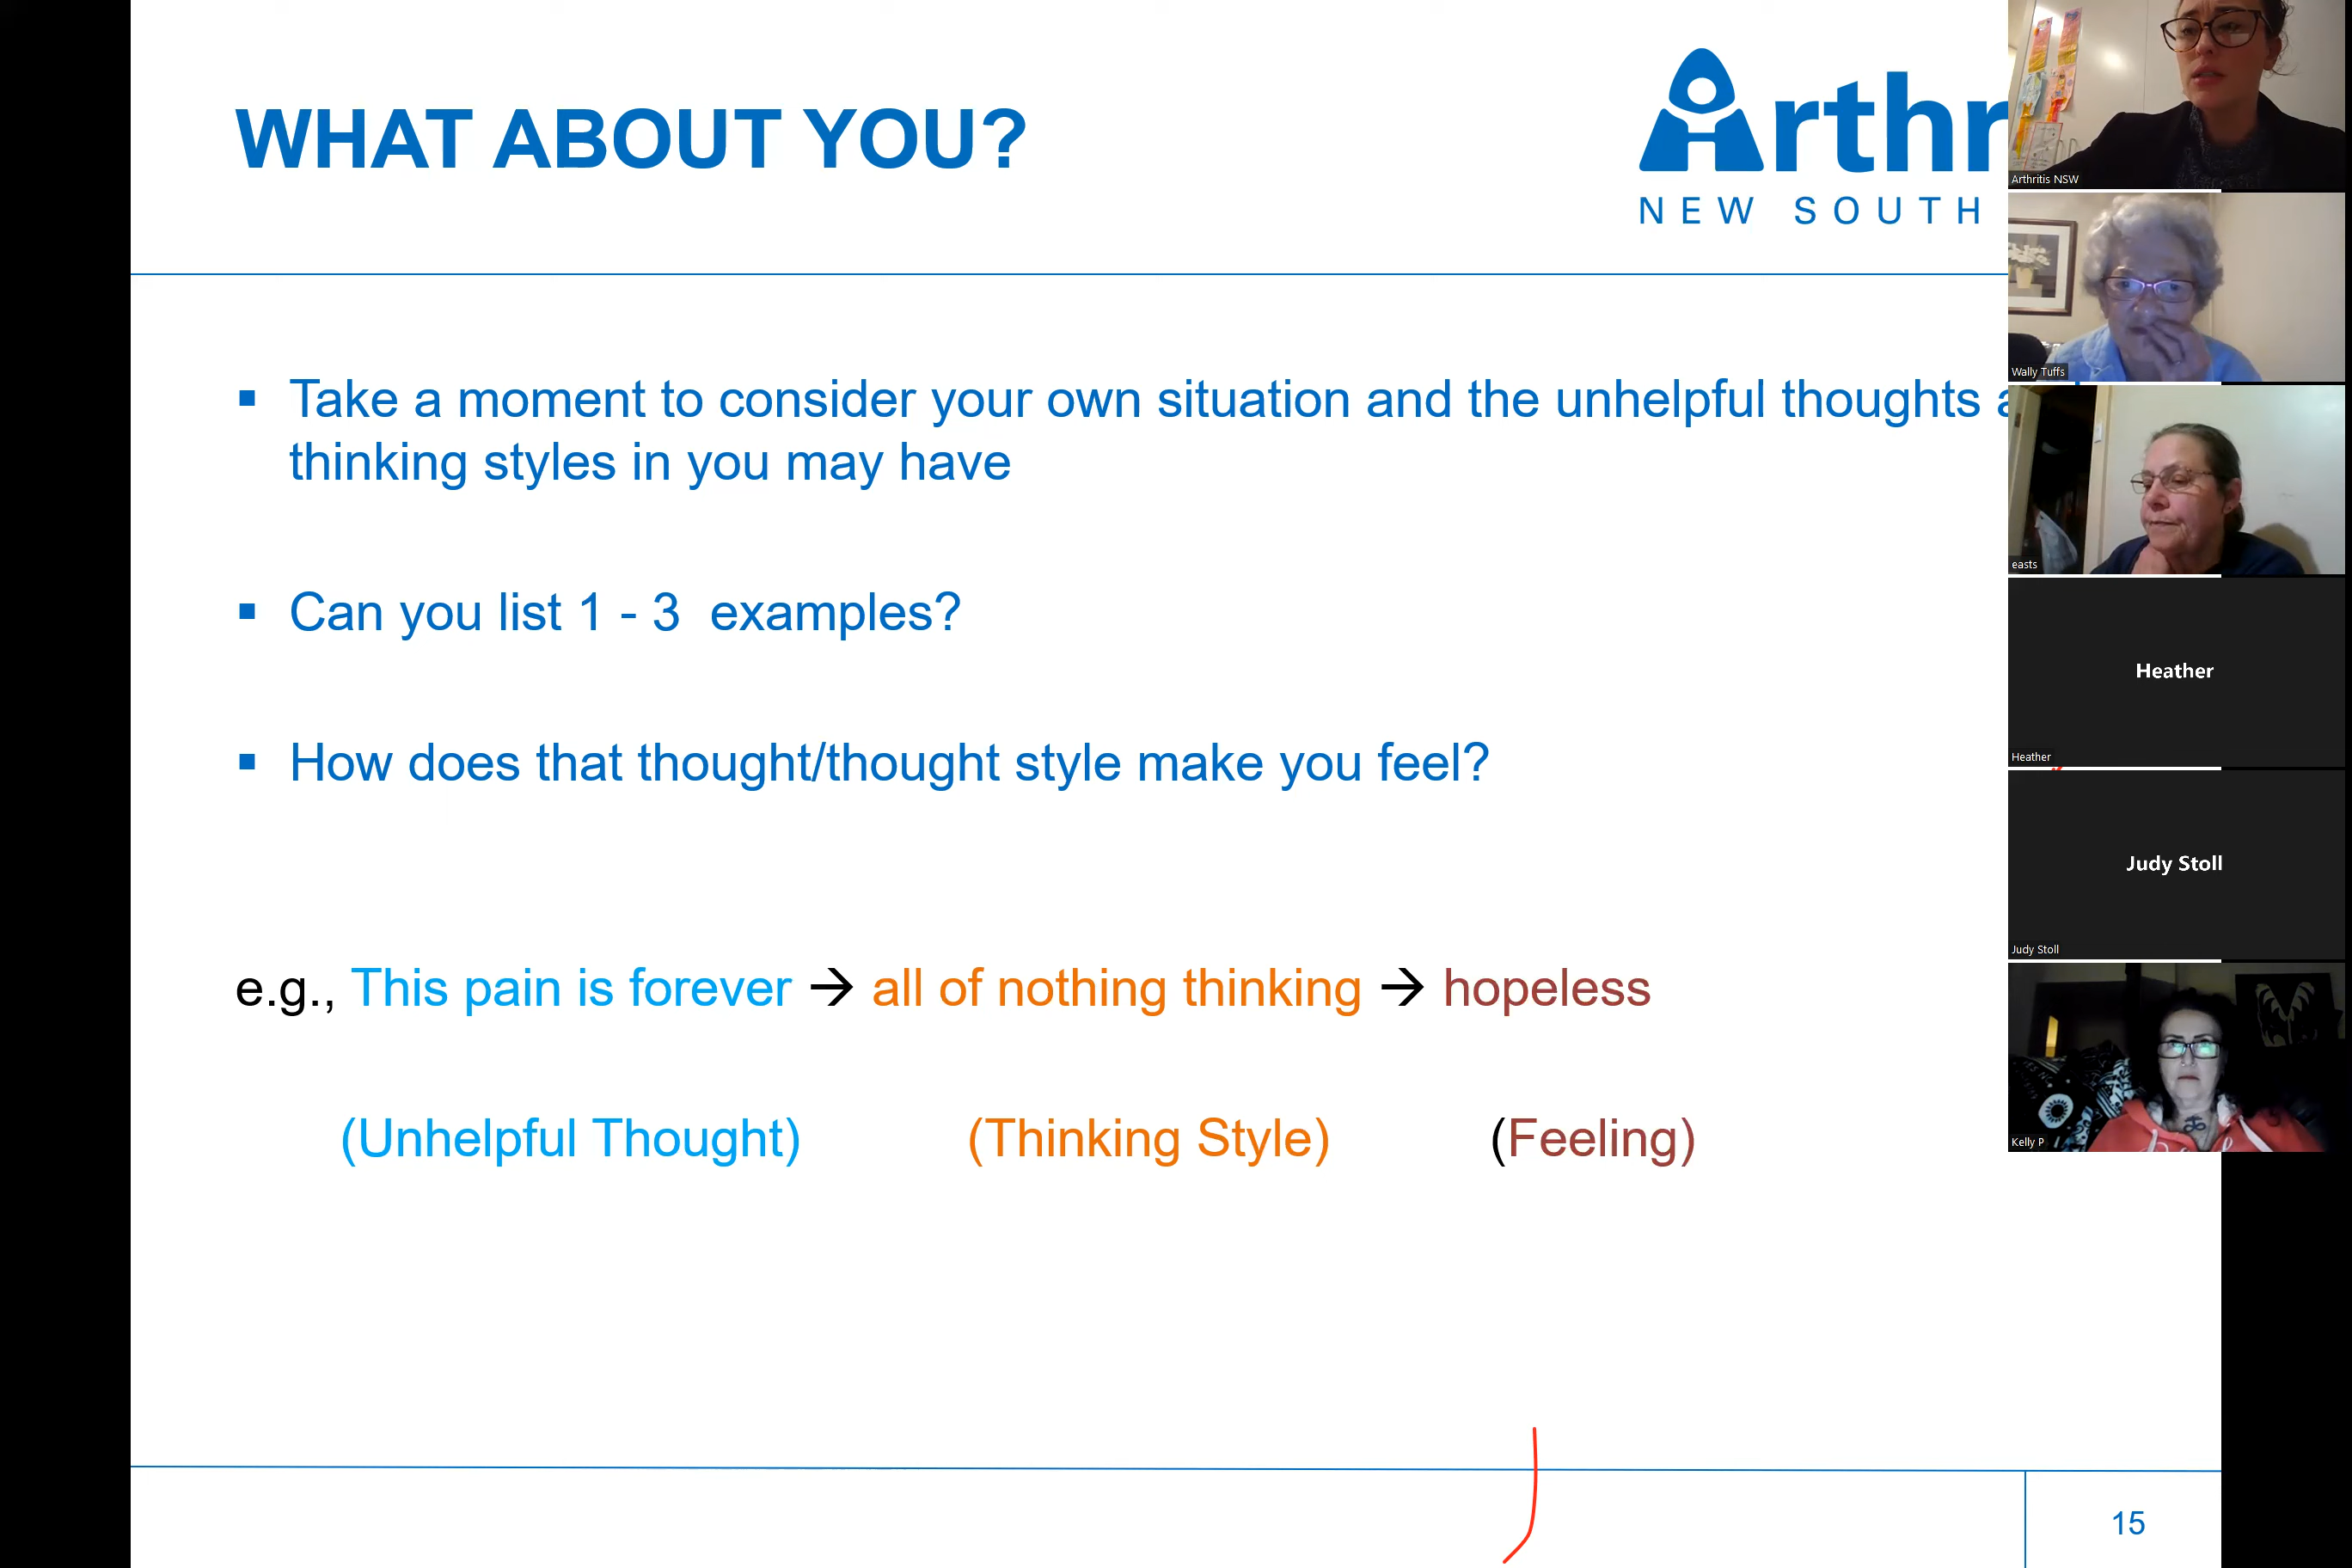 WHAT ABOUT YOU?
Arthr
NEW SOUTH
Take a moment to consider your own situation and the unhelpful thoughts a
thinking styles in you may have
Can you list 1 - 3 examples?
How does that thought/thought style make you feel?
e.g., This pain is forever → all of nothing thinking → hopeless
(Unhelpful Thought) (Thinking Style) (Feeling)
15
Arthritis NSW
Wally Tuffs
easts
Heather
Heather
Judy Stoll
Judy Stoll
Kelly P